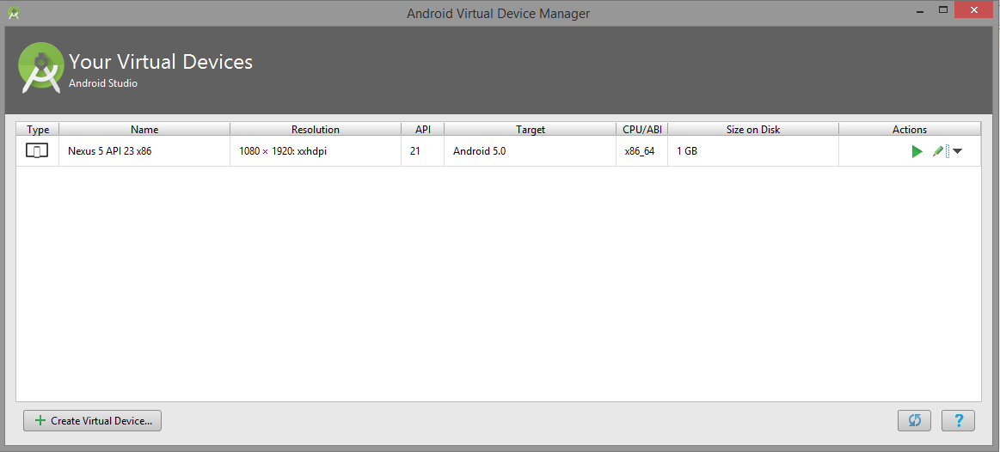 Android Virtual Device Manager
Your Virtual Devices
Android Studio
Type Name Resolution API Target CPU/ABI Size on Disk Actions
Nexus 5 API 23 x86 1080 × 1920: xxhdpi 21 Android 5.0 x86_64 1 GB
Create Virtual Device...
?